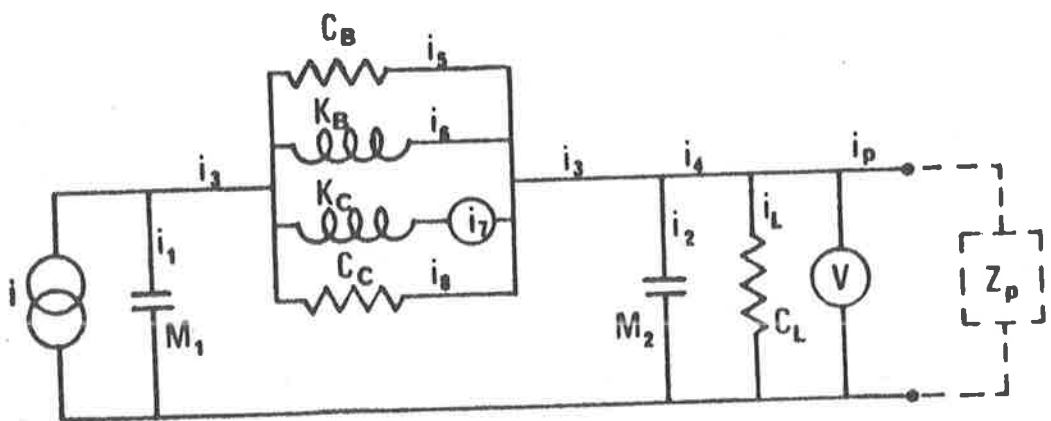 C_B i_5
K_B i_6
i_3 K_C i_7 i_3 i_4 i_p
C_C i_8
i i_1 M_1 i_2 M_2 i_L C_L V Z_p